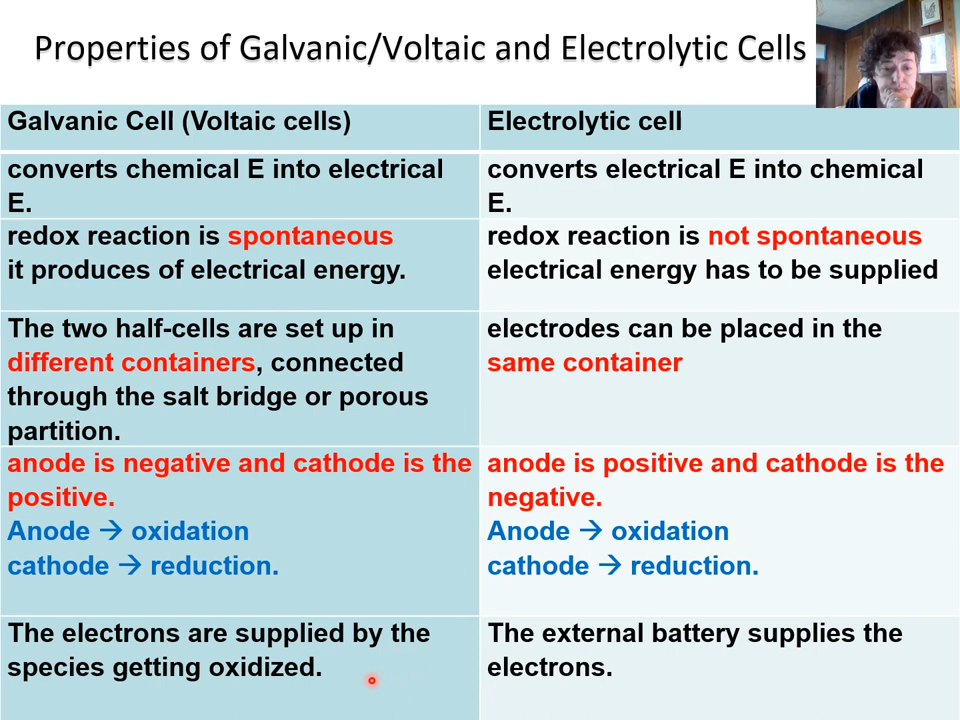 Properties of Galvanic/Voltaic and Electrolytic Cells
Galvanic Cell (Voltaic cells)
Electrolytic cell
converts chemical E into electrical
E.
converts electrical E into chemical
E.
redox reaction is spontaneous
it produces of electrical energy.
redox reaction is not spontaneous
electrical energy has to be supplied
The two half-cells are set up in
different containers, connected
through the salt bridge or porous
partition.
electrodes can be placed in the
same container
anode is negative and cathode is the
positive.
Anode → oxidation
cathode → reduction.
anode is positive and cathode is the
negative.
Anode → oxidation
cathode → reduction.
The electrons are supplied by the
species getting oxidized.
The external battery supplies the
electrons.